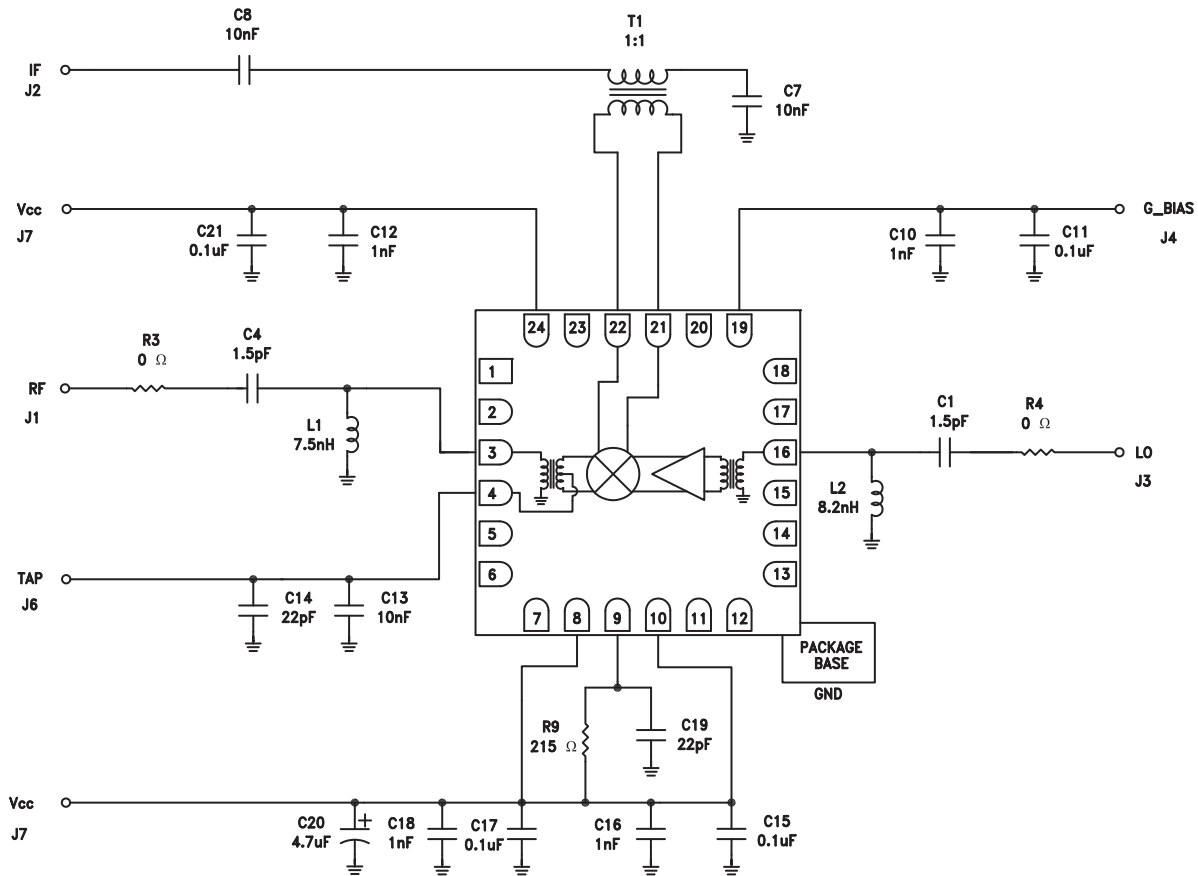 C8
10nF
T1
1:1
IF
J2
C7
10nF
Vcc
J7
C21
0.1uF
C12
1nF
C10
1nF
C11
0.1uF
G_BIAS
J4
24 23 22 21 20 19
R3
0 Ω
C4
1.5pF
RF
J1
L1
7.5nH
1
2
3
4
5
6
18
17
16
15
14
13
C1
1.5pF
R4
0 Ω
LO
J3
L2
8.2nH
TAP
J6
C14
22pF
C13
10nF
7 8 9 10 11 12
PACKAGE
BASE
GND
R9
215 Ω
C19
22pF
Vcc
J7
C20
4.7uF
+
C18
1nF
C17
0.1uF
C16
1nF
C15
0.1uF